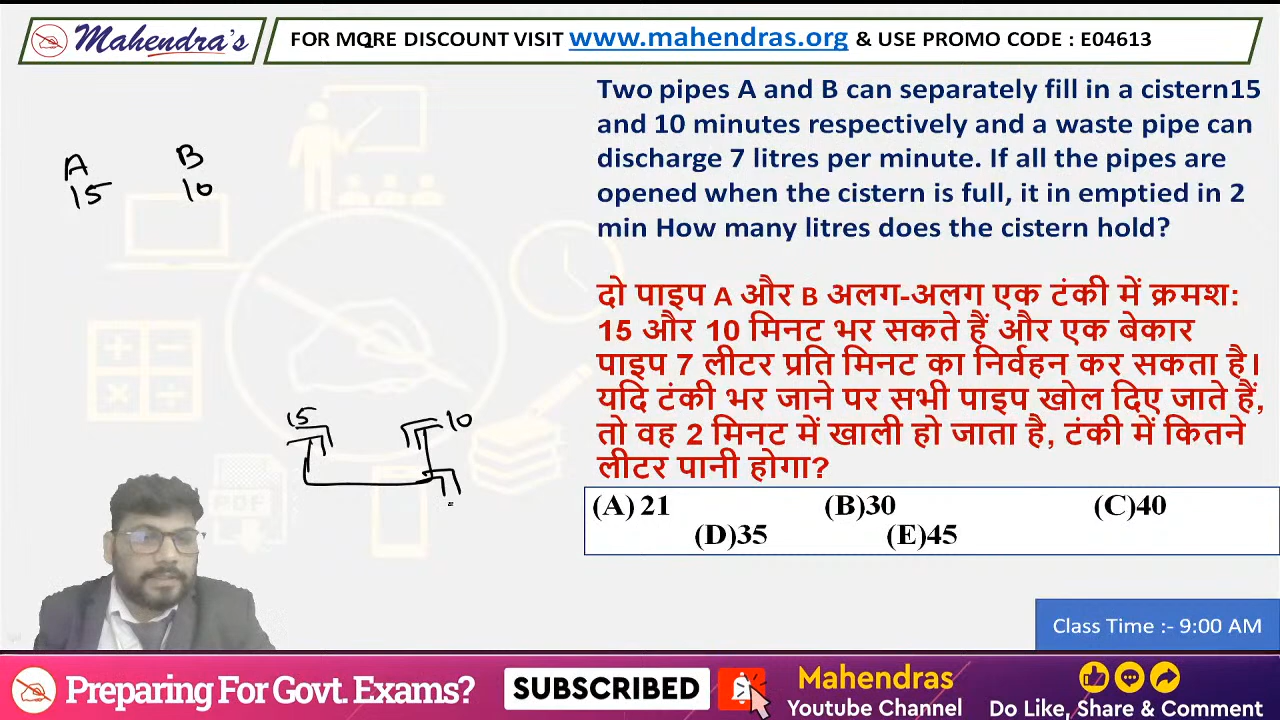 Mahendra's
FOR MORE DISCOUNT VISIT www.mahendras.org & USE PROMO CODE : E04613
Two pipes A and B can separately fill in a cistern15
and 10 minutes respectively and a waste pipe can
discharge 7 litres per minute. If all the pipes are
opened when the cistern is full, it in emptied in 2
min How many litres does the cistern hold?
A B
15 10
दो पाइप A और B अलग-अलग एक टंकी में क्रमश:
15 और 10 मिनट भर सकते हैं और एक बेकार
पाइप 7 लीटर प्रति मिनट का निर्वहन कर सकता है।
यदि टंकी भर जाने पर सभी पाइप खोल दिए जाते हैं,
तो वह 2 मिनट में खाली हो जाता है, टंकी में कितने
लीटर पानी होगा?
15 10
(A) 21 (B)30 (C)40
(D)35 (E)45
PDF
Class Time :- 9:00 AM
Preparing For Govt. Exams?
SUBSCRIBED
Mahendras
YouTube Channel
Do Like, Share & Comment